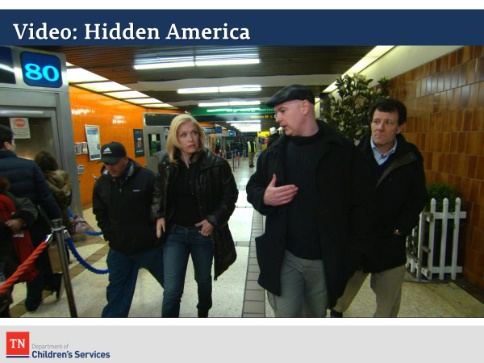 Video: Hidden America
80
TN
Department of
Children's Services